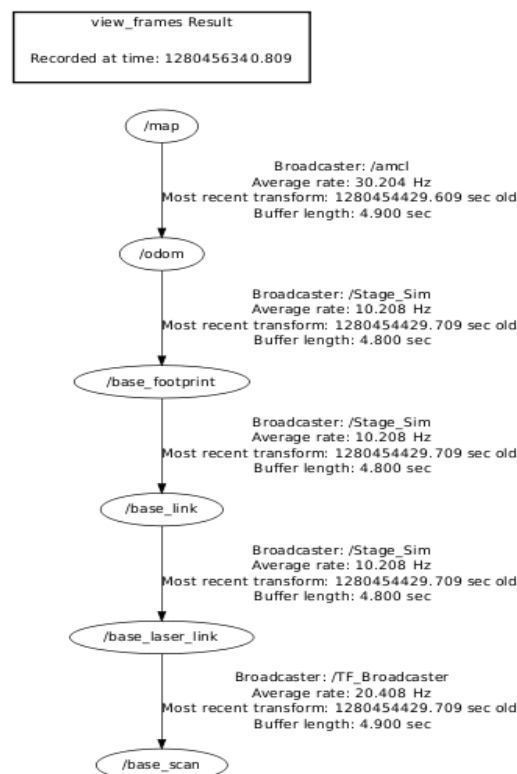 view_frames Result
Recorded at time: 1280456340.809
/map
Broadcaster: /amcl
Average rate: 30.204 Hz
Most recent transform: 1280454429.609 sec old
Buffer length: 4.900 sec
/odom
Broadcaster: /Stage_Sim
Average rate: 10.208 Hz
Most recent transform: 1280454429.709 sec old
Buffer length: 4.800 sec
/base_footprint
Broadcaster: /Stage_Sim
Average rate: 10.208 Hz
Most recent transform: 1280454429.709 sec old
Buffer length: 4.800 sec
/base_link
Broadcaster: /Stage_Sim
Average rate: 10.208 Hz
Most recent transform: 1280454429.709 sec old
Buffer length: 4.800 sec
/base_laser_link
Broadcaster: /TF_Broadcaster
Average rate: 20.408 Hz
Most recent transform: 1280454429.709 sec old
Buffer length: 4.900 sec
/base_scan